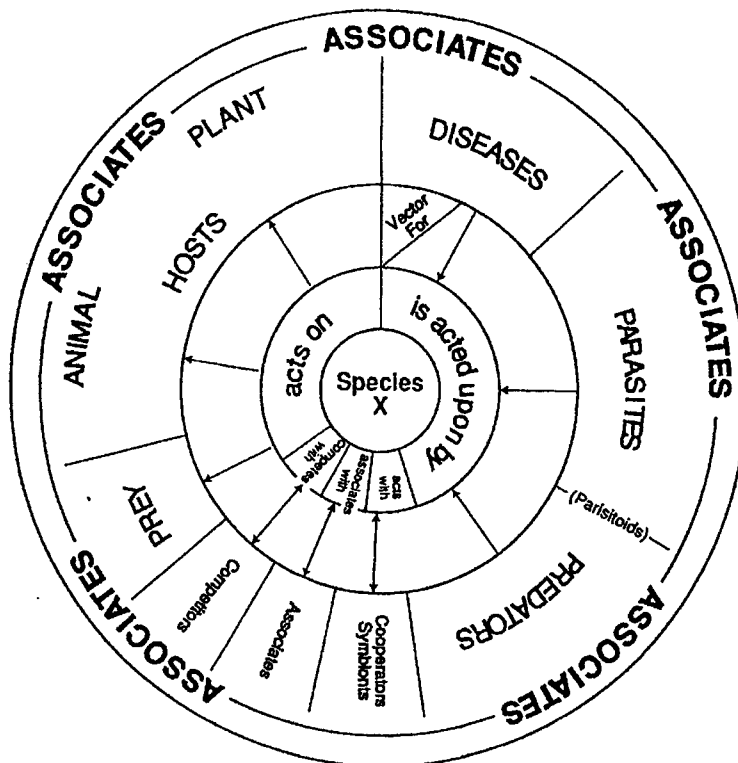 ASSOCIATES
ASSOCIATES
ASSOCIATES
ASSOCIATES
ASSOCIATES
PLANT
HOSTS
ANIMAL
PREY
Competitors
Associates
Cooperators
Symbionts
PREDATORS
(Parisitoids)
PARASITES
DISEASES
Vector
For
acts on
is acted upon by
competes
with
associates
with
acts
with
Species
X